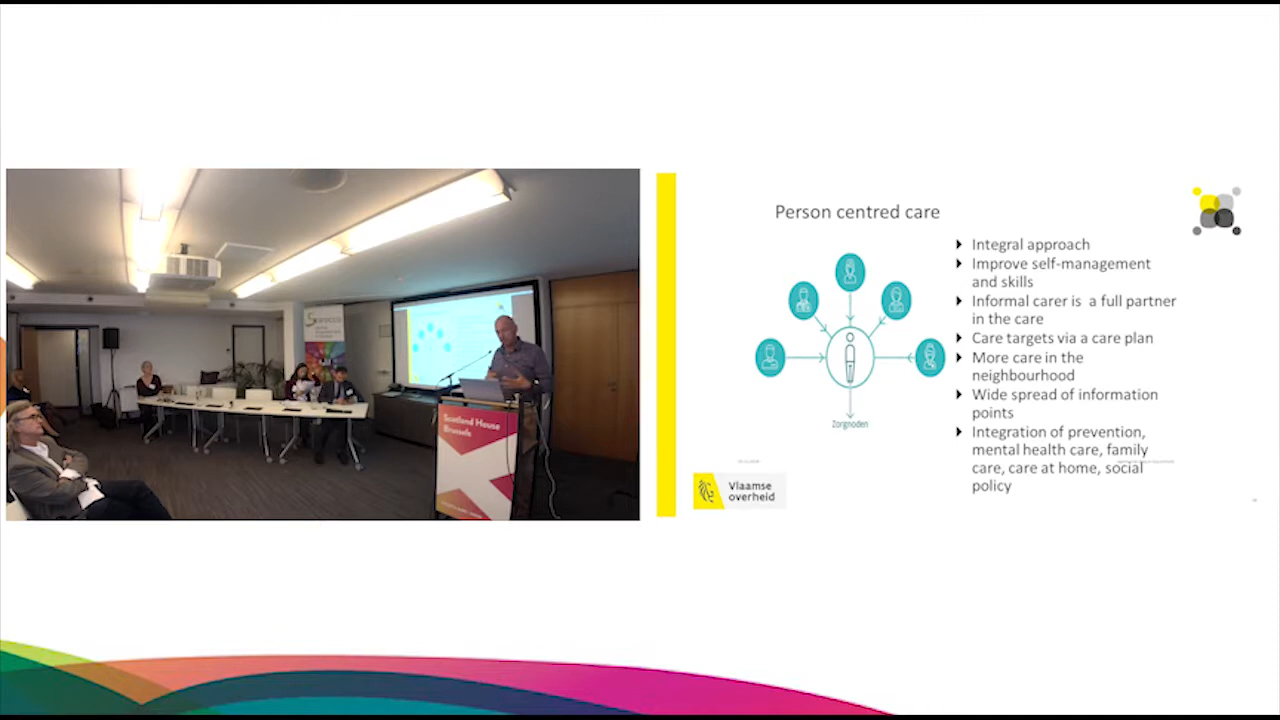 Scirocco
Scotland House
Brussels
Person centred care
Integral approach
Improve self-management
and skills
Informal carer is a full partner
in the care
Care targets via a care plan
More care in the
neighbourhood
Wide spread of information
points
Integration of prevention,
mental health care, family
care, care at home, social
policy
Zorgnoden
Vlaamse
overheid